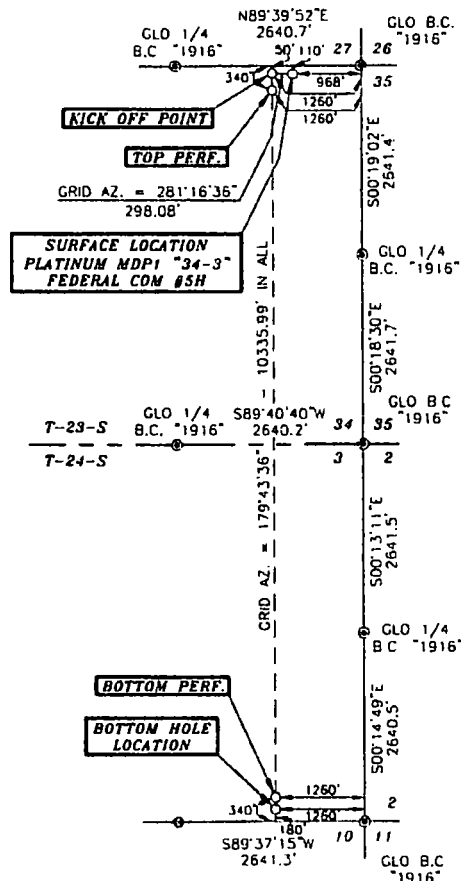 N89°39'52"E
2640.7'
GLO 1/4
B.C "1916"
50' 110'
27 26
GLO B.C.
"1916"
340'
968'
35
1260'
1260'
KICK OFF POINT
TOP PERF.
S00°19'02"E
2641.4'
GRID AZ. = 281°16'36"
298.08'
SURFACE LOCATION
PLATINUM MDP1 "34-3"
FEDERAL COM #5H
GLO 1/4
B.C. "1916"
S00°18'30"E
2641.7'
GRID AZ. = 179°43'36" - 10335.99' IN ALL
GLO 1/4
B.C. "1916"
S89°40'40"W
2640.2'
34 35
GLO B.C
"1916"
T-23-S
T-24-S
3 2
S00°13'11"E
2641.5'
GLO 1/4
B.C "1916"
BOTTOM PERF.
BOTTOM HOLE
LOCATION
S00°14'49"E
2640.5'
1260'
2
340'
1260'
180'
S89°37'15"W
2641.3'
10 11
GLO B.C
"1916"